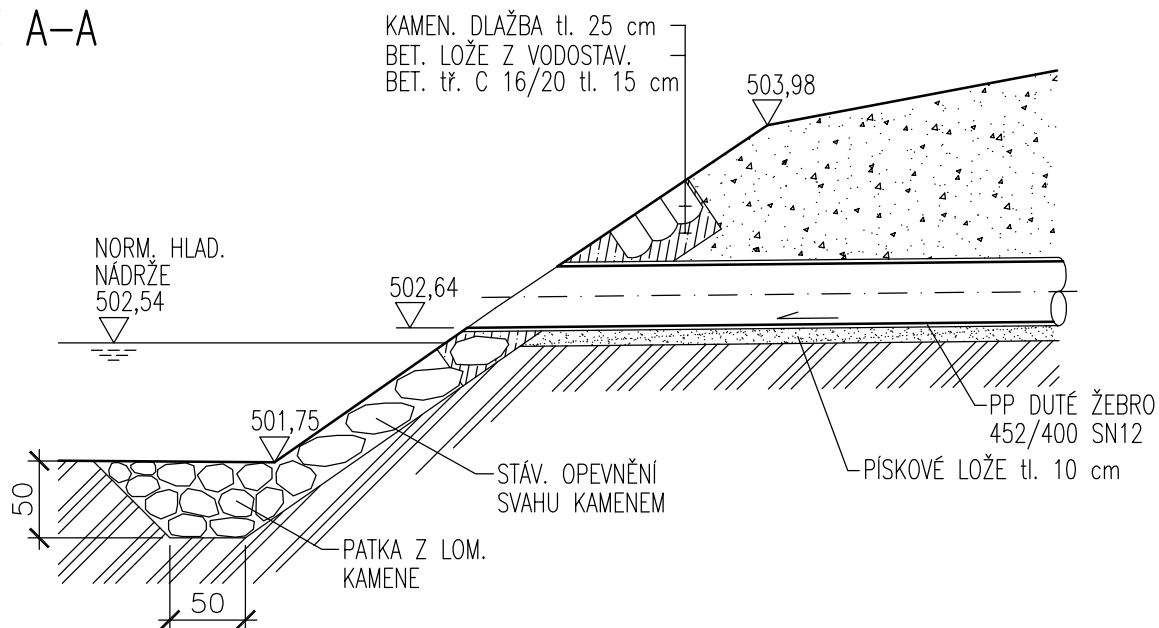 A–A
KAMEN. DLAŽBA tl. 25 cm
BET. LOŽE Z VODOSTAV.
BET. tř. C 16/20 tl. 15 cm
503,98
NORM. HLAD.
NÁDRŽE
502,54
502,64
501,75
PP DUTÉ ŽEBRO
452/400 SN12
PÍSKOVÉ LOŽE tl. 10 cm
STÁV. OPEVNĚNÍ
SVAHU KAMENEM
50
PATKA Z LOM.
KAMENE
50